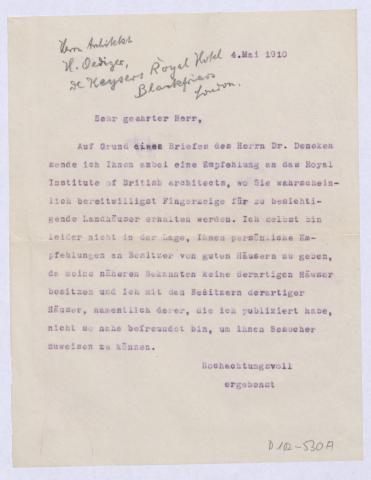 Herrn Architekt
H. Oediger,
De Keysers Royal Hotel
Blackfriars
London.
4.Mai 1910
Sehr geehrter Herr,
Auf Grund eines Briefes des Herrn Dr. Deneken
sende ich Ihnen anbei eine Empfehlung an das Royal
Institute of British architects, wo Sie wahrschein-
lich bereitwilligst Fingerzeige für zu besichti-
gende Landhäuser erhalten werden. Ich selbst bin
leider nicht in der Lage, Ihnen persönliche Em-
pfehlungen an Besitzer von guten Häusern zu geben,
da meine näheren Bekannten keine derartigen Häuser
besitzen und ich mit den Besitzern derartiger
Häuser, namentlich derer, die ich publiziert habe,
nicht so nahe befreundet bin, um ihnen Besucher
zuweisen zu können.
Hochachtungsvoll
ergebenst
D 102-530A